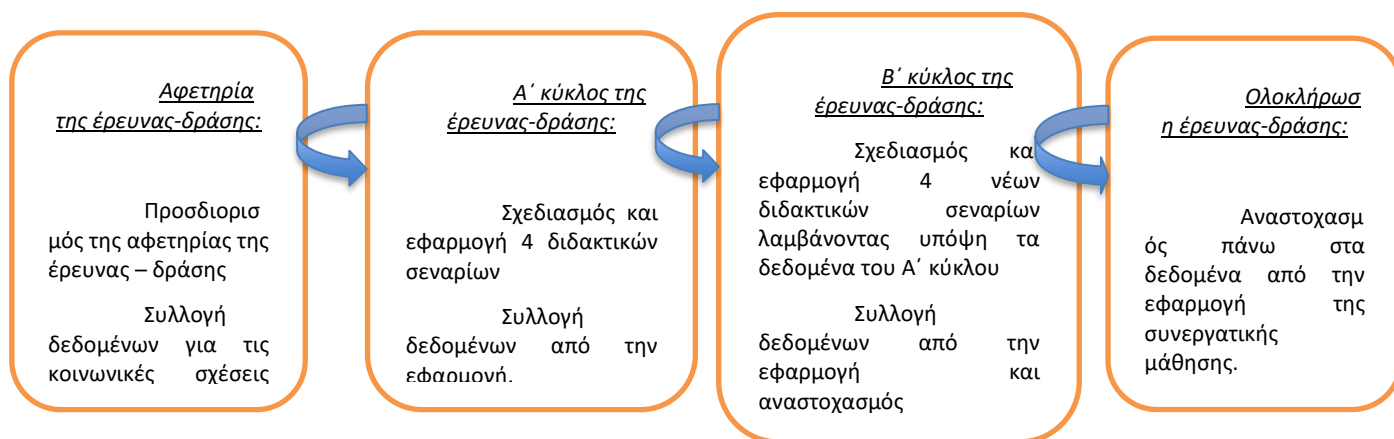 Αφετηρία
της έρευνας-δράσης:
Προσδιορισ
μός της αφετηρίας της
έρευνας – δράσης
Συλλογή
δεδομένων για τις
κοινωνικές σχέσεις
Α΄ κύκλος της
έρευνας-δράσης:
Σχεδιασμός και
εφαρμογή 4 διδακτικών
σεναρίων
Συλλογή
δεδομένων από την
εφαρμογή.
Β΄ κύκλος της
έρευνας-δράσης:
Σχεδιασμός κα
εφαρμογή 4 νέων
διδακτικών σεναρίων
λαμβάνοντας υπόψη τα
δεδομένα του Α΄ κύκλου
Συλλογή
δεδομένων από την
εφαρμογή και
αναστοχασμός
Ολοκλήρωσ
η έρευνας-δράσης:
Αναστοχασμ
ός πάνω στα
δεδομένα από την
εφαρμογή της
συνεργατικής
μάθησης.